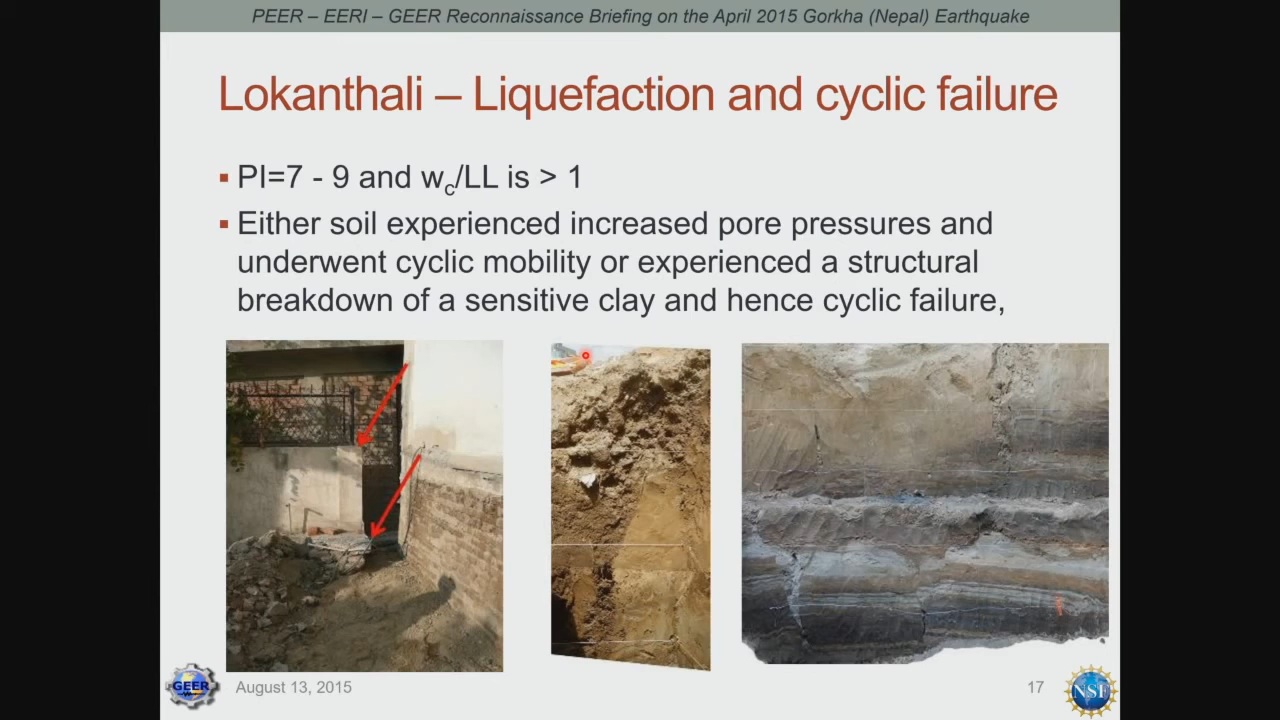 PEER – EERI – GEER Reconnaissance Briefing on the April 2015 Gorkha (Nepal) Earthquake
Lokanthali – Liquefaction and cyclic failure
▪ PI=7 - 9 and wc/LL is > 1
▪ Either soil experienced increased pore pressures and
underwent cyclic mobility or experienced a structural
breakdown of a sensitive clay and hence cyclic failure,
GEER
August 13, 2015
17
NSF